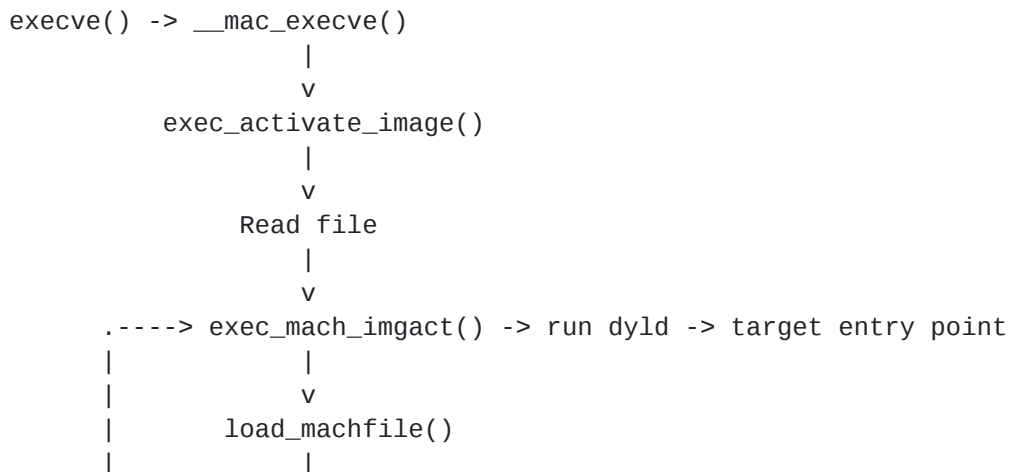 execve() -> __mac_execve()
                   |
                   v
          exec_activate_image()
                   |
                   v
               Read file
                   |
                   v
      .----> exec_mach_imgact() -> run dyld -> target entry point
      |            |
      |            v
      |       load_machfile()
      |            |